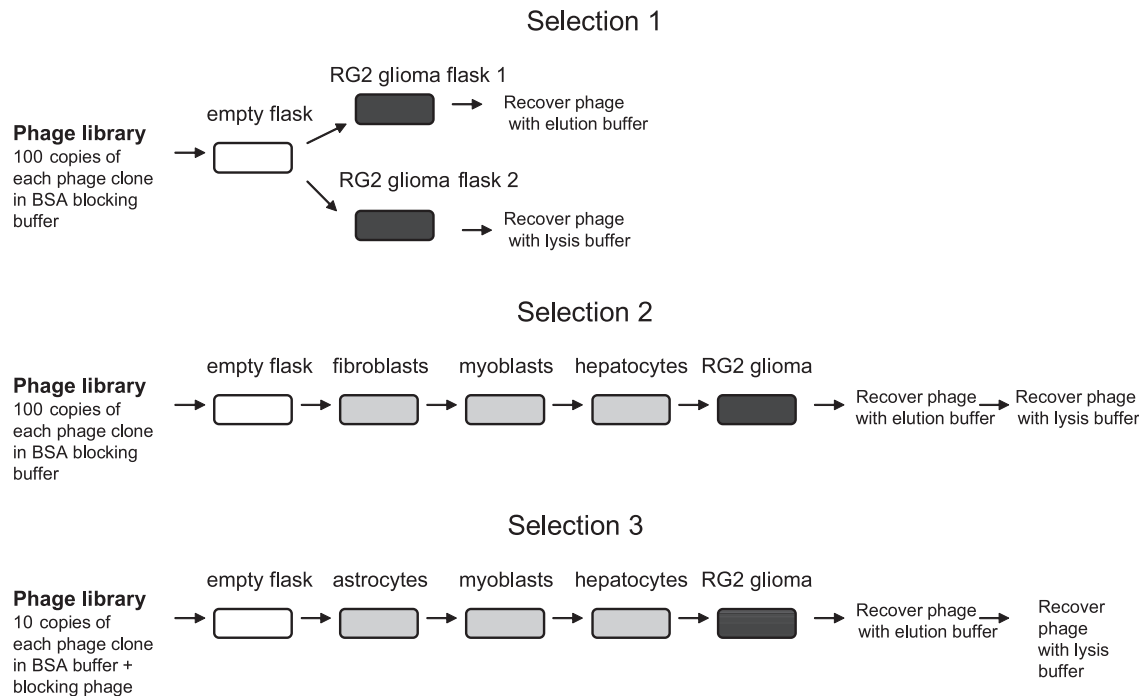 Selection 1
RG2 glioma flask 1
empty flask
Recover phage
with elution buffer
Phage library
100 copies of
each phage clone
in BSA blocking
buffer
RG2 glioma flask 2
Recover phage
with lysis buffer
Selection 2
empty flask fibroblasts myoblasts hepatocytes RG2 glioma
Phage library
100 copies of
each phage clone
in BSA blocking
buffer
Recover phage
with elution buffer
Recover phage
with lysis buffer
Selection 3
empty flask astrocytes myoblasts hepatocytes RG2 glioma
Phage library
10 copies of
each phage clone
in BSA buffer +
blocking phage
Recover phage
with elution buffer
Recover
phage
with lysis
buffer